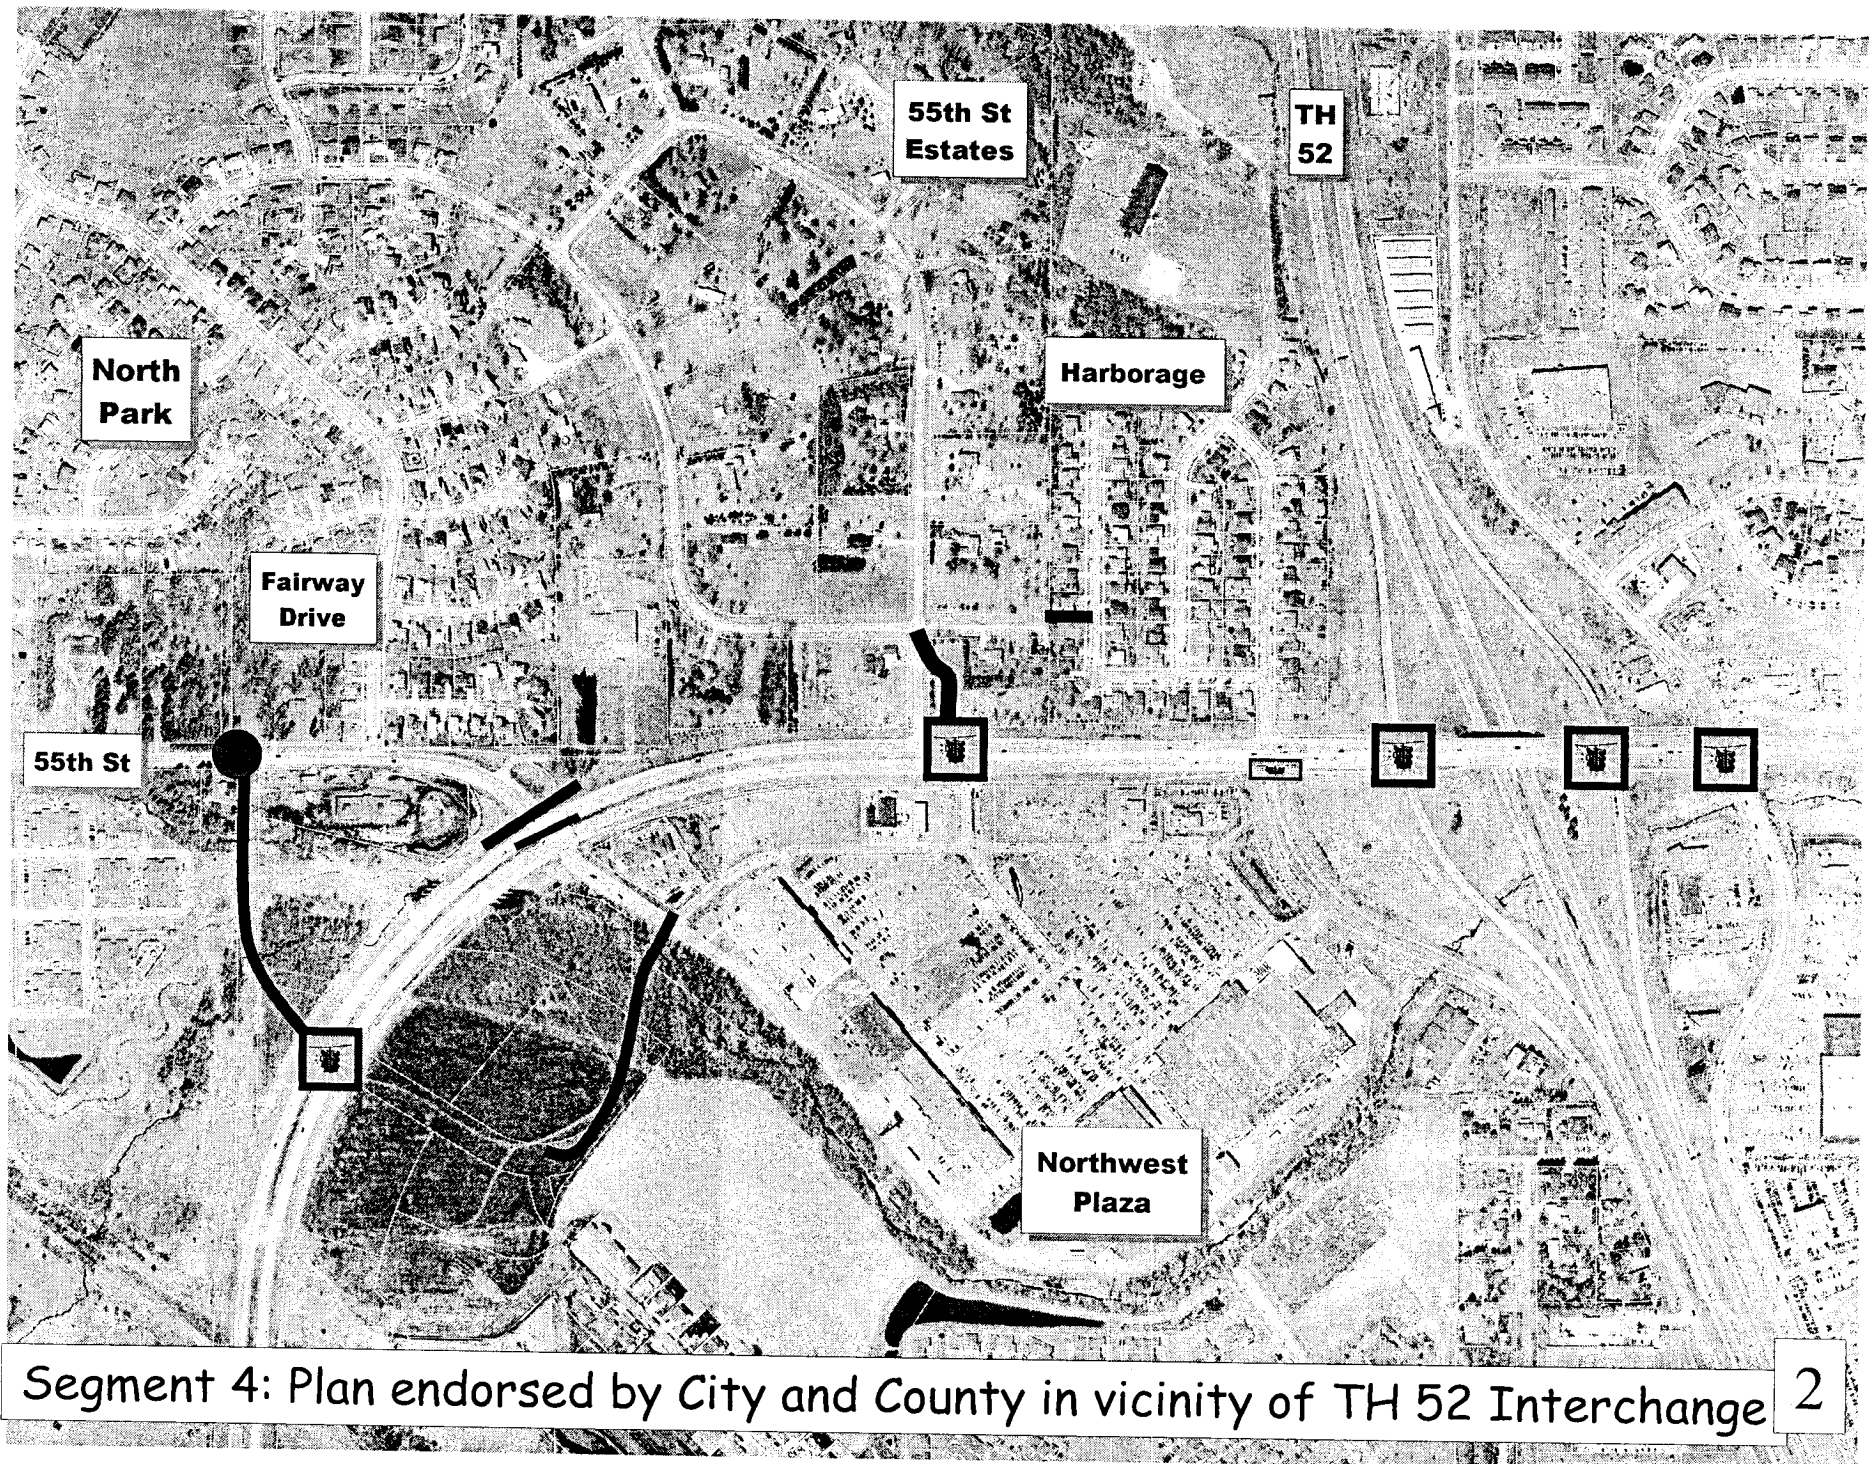 55th St
Estates
TH
52
North
Park
Harborage
Fairway
Drive
55th St
Northwest
Plaza
Segment 4: Plan endorsed by City and County in vicinity of TH 52 Interchange
2